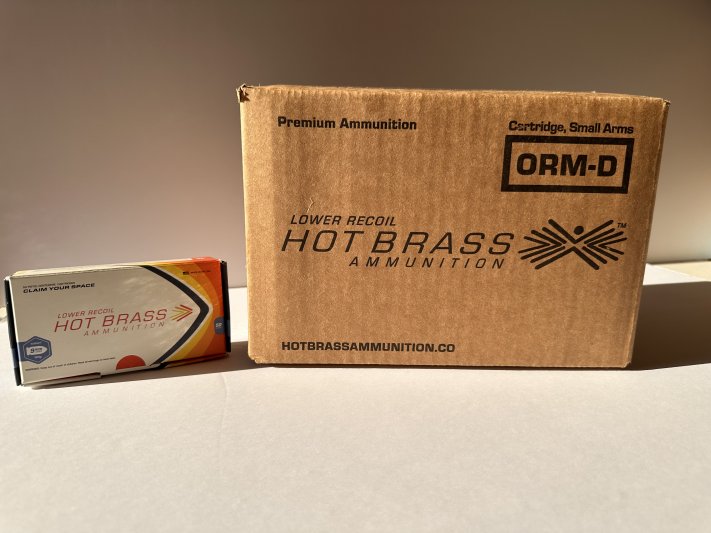 CLAIM YOUR SPACE
LOWER RECOIL
HOT BRASS
AMMUNITION
Premium Ammunition
Cartridge, Small Arms
ORM-D
LOWER RECOIL
HOT BRASS
TM
AMMUNITION
HOTBRASSAMMUNITION.CO